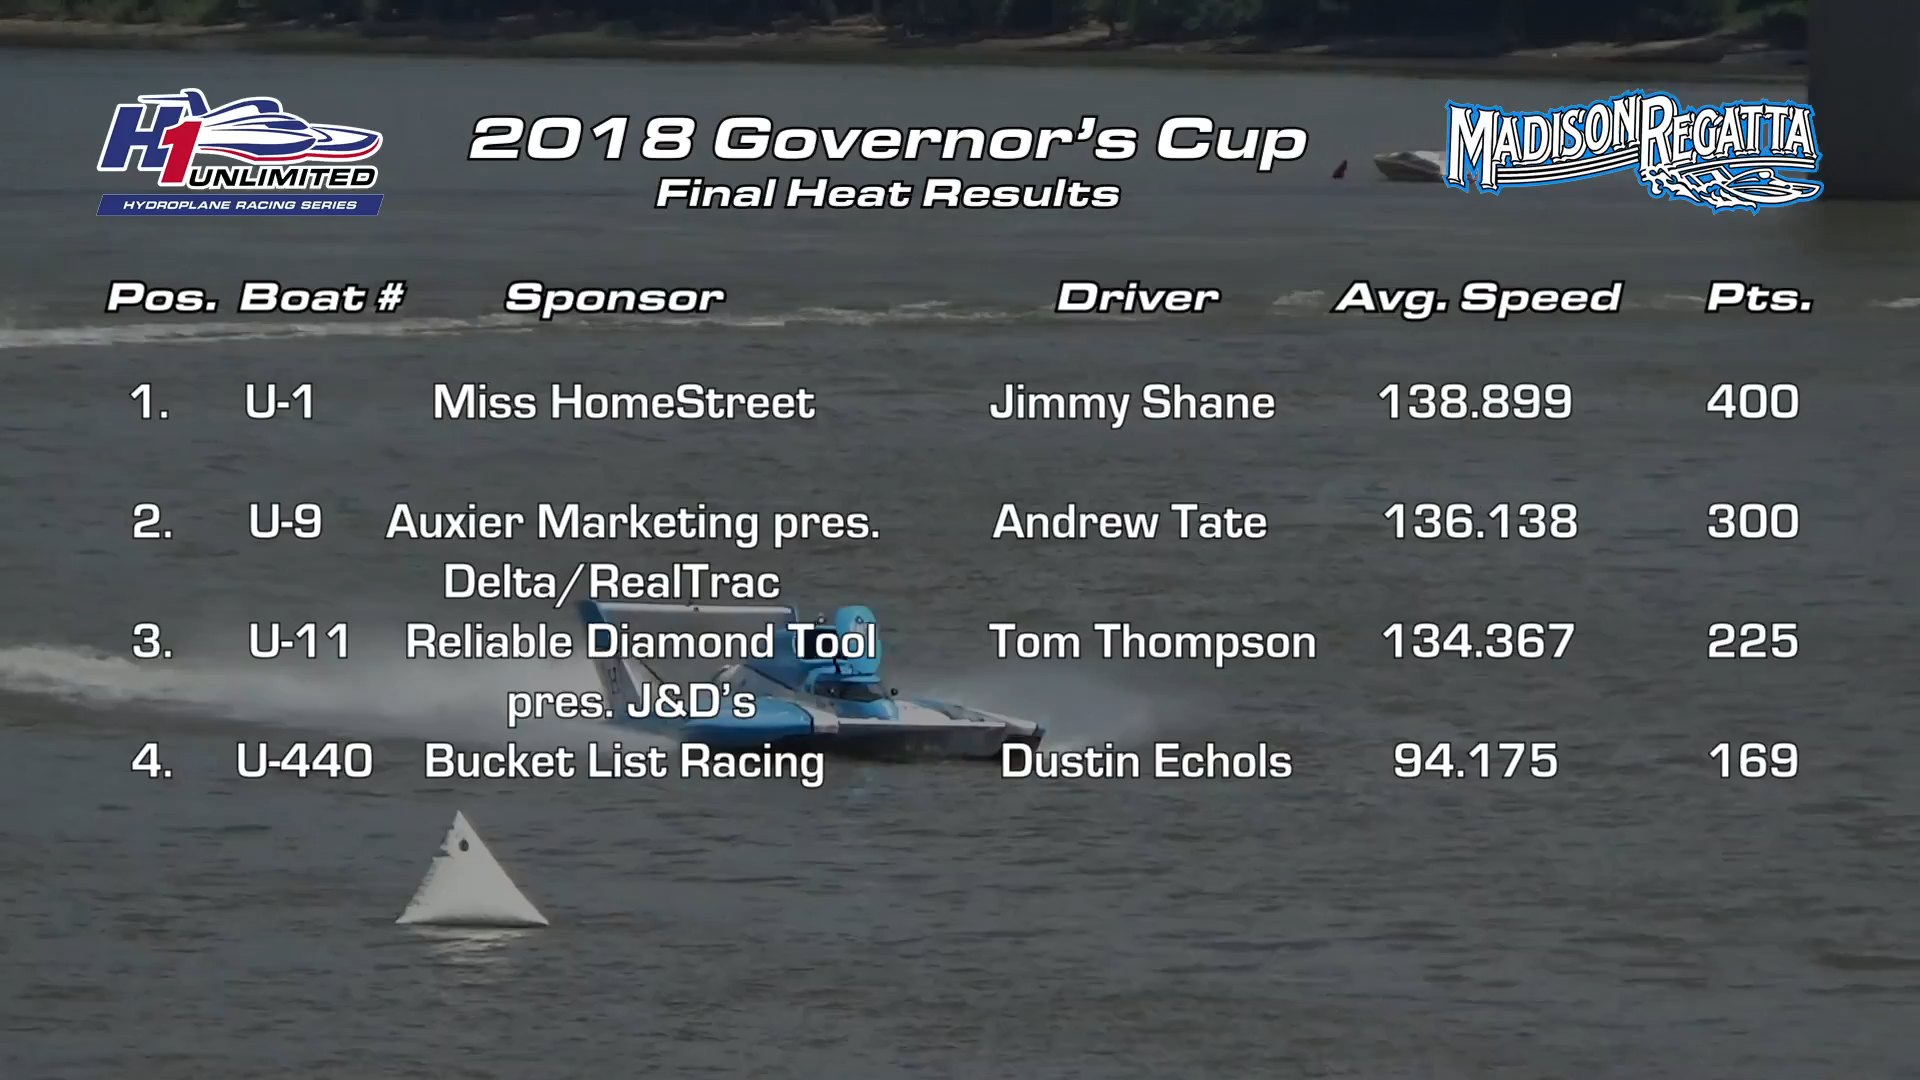 H1
UNLIMITED
HYDROPLANE RACING SERIES
2018 Governor's Cup
Final Heat Results
MADISON REGATTA
Pos. Boat # Sponsor Driver Avg. Speed Pts.
1. U-1 Miss HomeStreet Jimmy Shane 138.899 400
2. U-9 Auxier Marketing pres. Andrew Tate 136.138 300
Delta/RealTrac
3. U-11 Reliable Diamond Tool Tom Thompson 134.367 225
pres. J&D's
4. U-440 Bucket List Racing Dustin Echols 94.175 169